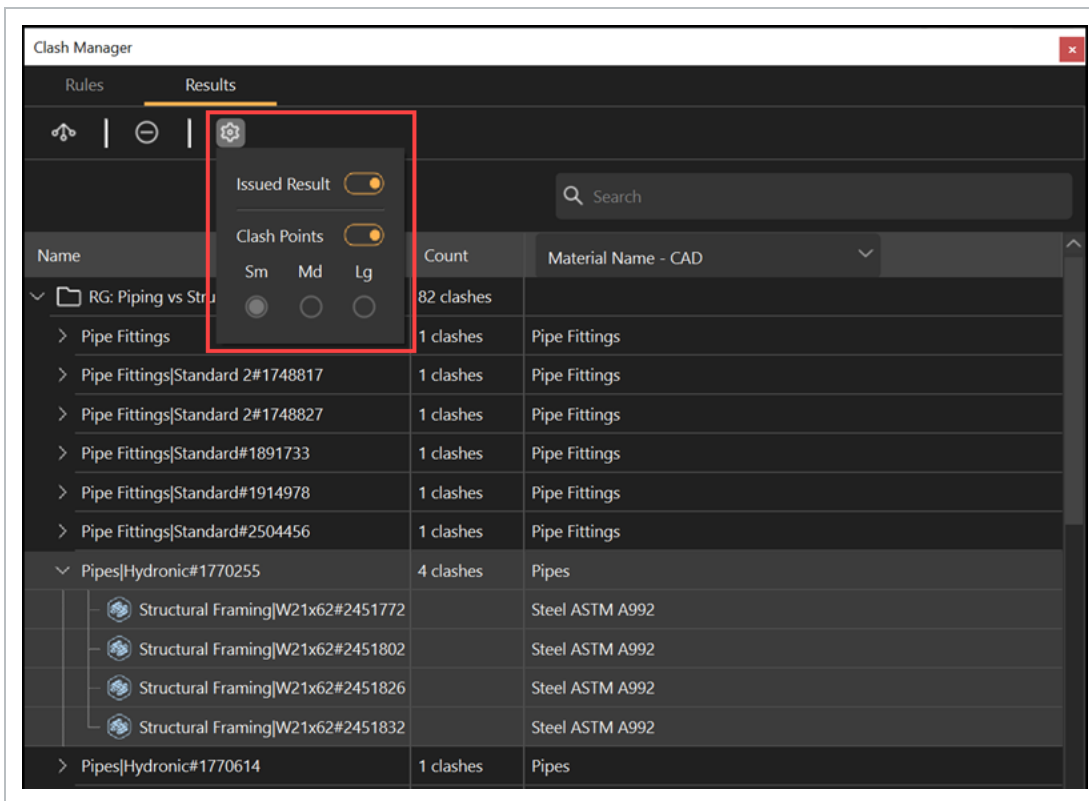 Clash Manager
Rules Results
Issued Result
Search
Clash Points
Name Count Material Name - CAD
Sm Md Lg
RG: Piping vs Stru 82 clashes
Pipe Fittings 1 clashes Pipe Fittings
Pipe Fittings|Standard 2#1748817 1 clashes Pipe Fittings
Pipe Fittings|Standard 2#1748827 1 clashes Pipe Fittings
Pipe Fittings|Standard#1891733 1 clashes Pipe Fittings
Pipe Fittings|Standard#1914978 1 clashes Pipe Fittings
Pipe Fittings|Standard#2504456 1 clashes Pipe Fittings
Pipes|Hydronic#1770255 4 clashes Pipes
Structural Framing|W21x62#2451772 Steel ASTM A992
Structural Framing|W21x62#2451802 Steel ASTM A992
Structural Framing|W21x62#2451826 Steel ASTM A992
Structural Framing|W21x62#2451832 Steel ASTM A992
Pipes|Hydronic#1770614 1 clashes Pipes